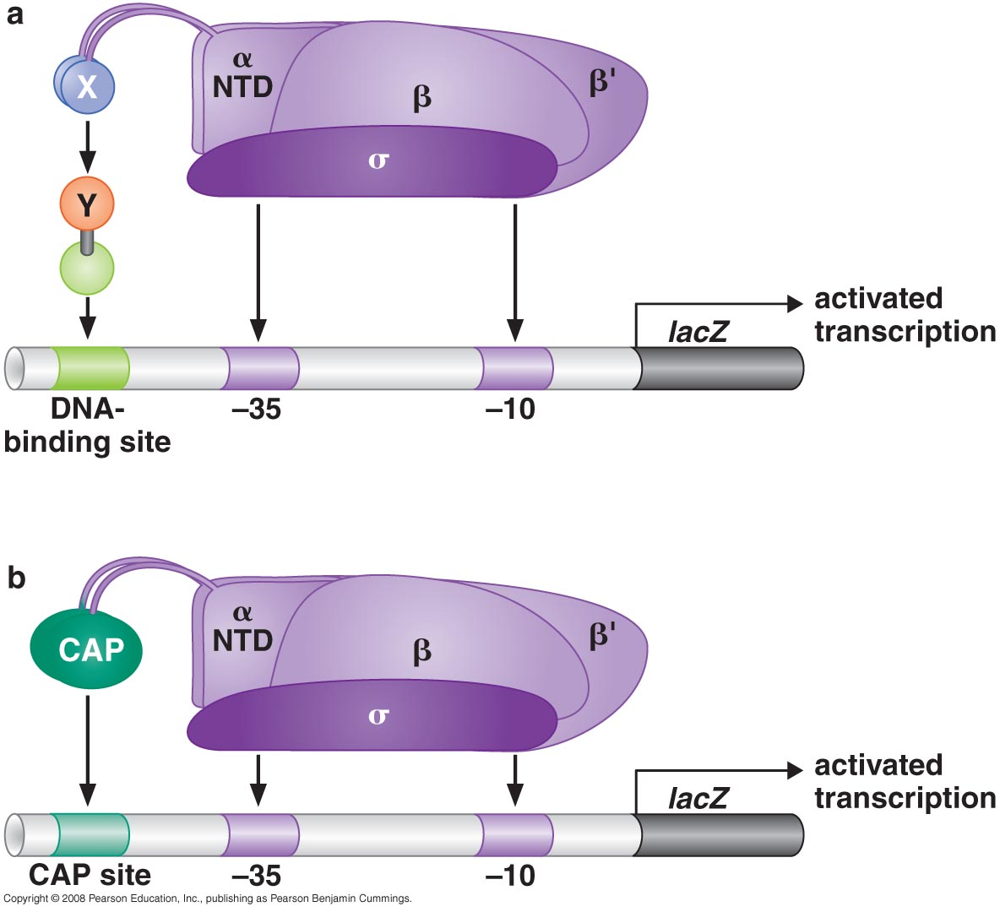 a
α
NTD
β
β'
σ
X
Y
lacZ
activated
transcription
DNA-
binding site
–35
–10
b
α
NTD
β
β'
σ
CAP
lacZ
activated
transcription
CAP site
–35
–10
Copyright © 2008 Pearson Education, Inc., publishing as Pearson Benjamin Cummings.